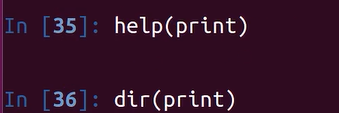 In [35]: help(print)
In [36]: dir(print)